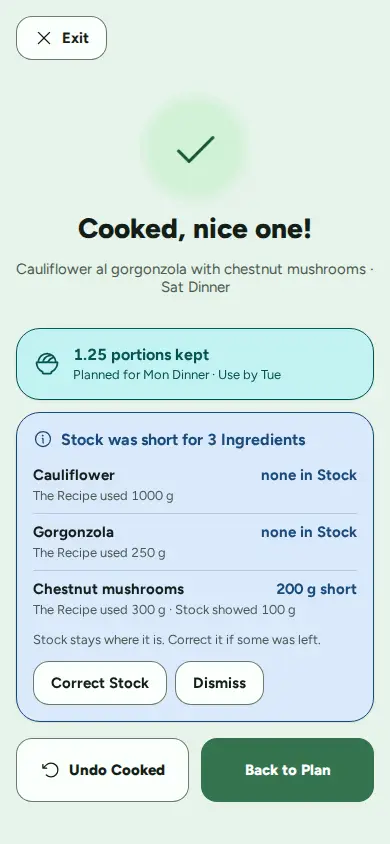 Exit
Cooked, nice one!
Cauliflower al gorgonzola with chestnut mushrooms ·
Sat Dinner
1.25 portions kept
Planned for Mon Dinner · Use by Tue
Stock was short for 3 Ingredients
Cauliflower none in Stock
The Recipe used 1000 g
Gorgonzola none in Stock
The Recipe used 250 g
Chestnut mushrooms 200 g short
The Recipe used 300 g · Stock showed 100 g
Stock stays where it is. Correct it if some was left.
Correct Stock Dismiss
Undo Cooked Back to Plan